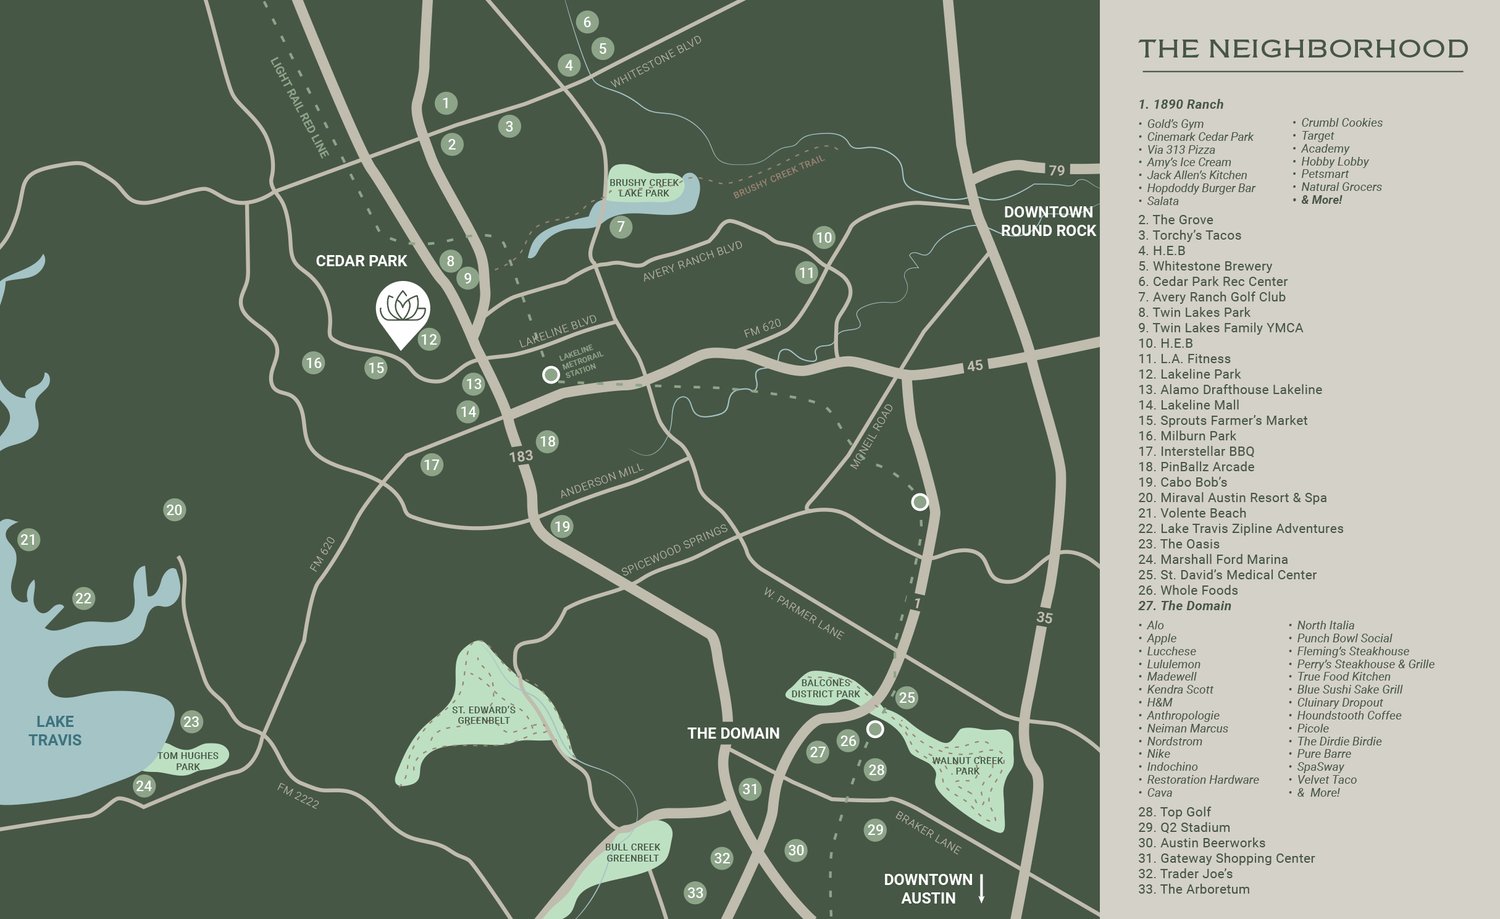 6
5
4
WHITESTONE BLVD
LIGHT RAIL RED LINE
1
3
2
BRUSHY CREEK
LAKE PARK
BRUSHY CREEK TRAIL
79
DOWNTOWN
ROUND ROCK
7
10
CEDAR PARK
8
9
AVERY RANCH BLVD
11
LAKELINE BLVD
FM 620
12
LAKELINE
METRORAIL
STATION
16
15
45
13
14
MCNEIL ROAD
18
183
17
ANDERSON MILL
20
19
21
SPICEWOOD SPRINGS
FM 620
22
W. PARMER LANE
1
35
BALCONES
DISTRICT PARK
25
ST. EDWARD'S
GREENBELT
LAKE
TRAVIS
23
THE DOMAIN
26
27
TOM HUGHES
PARK
WALNUT CREEK
PARK
28
24
FM 2222
31
29
BRAKER LANE
BULL CREEK
GREENBELT
30
32
33
DOWNTOWN
AUSTIN
THE NEIGHBORHOOD
1. 1890 Ranch
• Gold's Gym
• Cinemark Cedar Park
• Via 313 Pizza
• Amy's Ice Cream
• Jack Allen's Kitchen
• Hopdoddy Burger Bar
• Salata
• Crumbl Cookies
• Target
• Academy
• Hobby Lobby
• Petsmart
• Natural Grocers
• & More!
2. The Grove
3. Torchy's Tacos
4. H.E.B
5. Whitestone Brewery
6. Cedar Park Rec Center
7. Avery Ranch Golf Club
8. Twin Lakes Park
9. Twin Lakes Family YMCA
10. H.E.B
11. L.A. Fitness
12. Lakeline Park
13. Alamo Drafthouse Lakeline
14. Lakeline Mall
15. Sprouts Farmer's Market
16. Milburn Park
17. Interstellar BBQ
18. PinBallz Arcade
19. Cabo Bob's
20. Miraval Austin Resort & Spa
21. Volente Beach
22. Lake Travis Zipline Adventures
23. The Oasis
24. Marshall Ford Marina
25. St. David's Medical Center
26. Whole Foods
27. The Domain
• Alo
• Apple
• Lucchese
• Lululemon
• Madewell
• Kendra Scott
• H&M
• Anthropologie
• Neiman Marcus
• Nordstrom
• Nike
• Indochino
• Restoration Hardware
• Cava
• North Italia
• Punch Bowl Social
• Fleming's Steakhouse
• Perry's Steakhouse & Grille
• True Food Kitchen
• Blue Sushi Sake Grill
• Cluinary Dropout
• Houndstooth Coffee
• Picole
• The Dirdie Birdie
• Pure Barre
• SpaSway
• Velvet Taco
• & More!
28. Top Golf
29. Q2 Stadium
30. Austin Beerworks
31. Gateway Shopping Center
32. Trader Joe's
33. The Arboretum